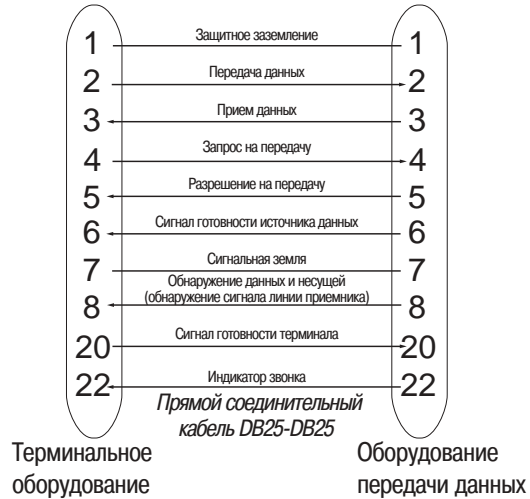 1 Защитное заземление 1
2 Передача данных 2
3 Прием данных 3
4 Запрос на передачу 4
5 Разрешение на передачу 5
6 Сигнал готовности источника данных 6
7 Сигнальная земля 7
Обнаружение данных и несущей
8 (обнаружение сигнала линии приемника) 8
20 Сигнал готовности терминала 20
22 Индикатор звонка 22
Прямой соединительный
кабель DB25-DB25
Терминальное
оборудование
Оборудование
передачи данных